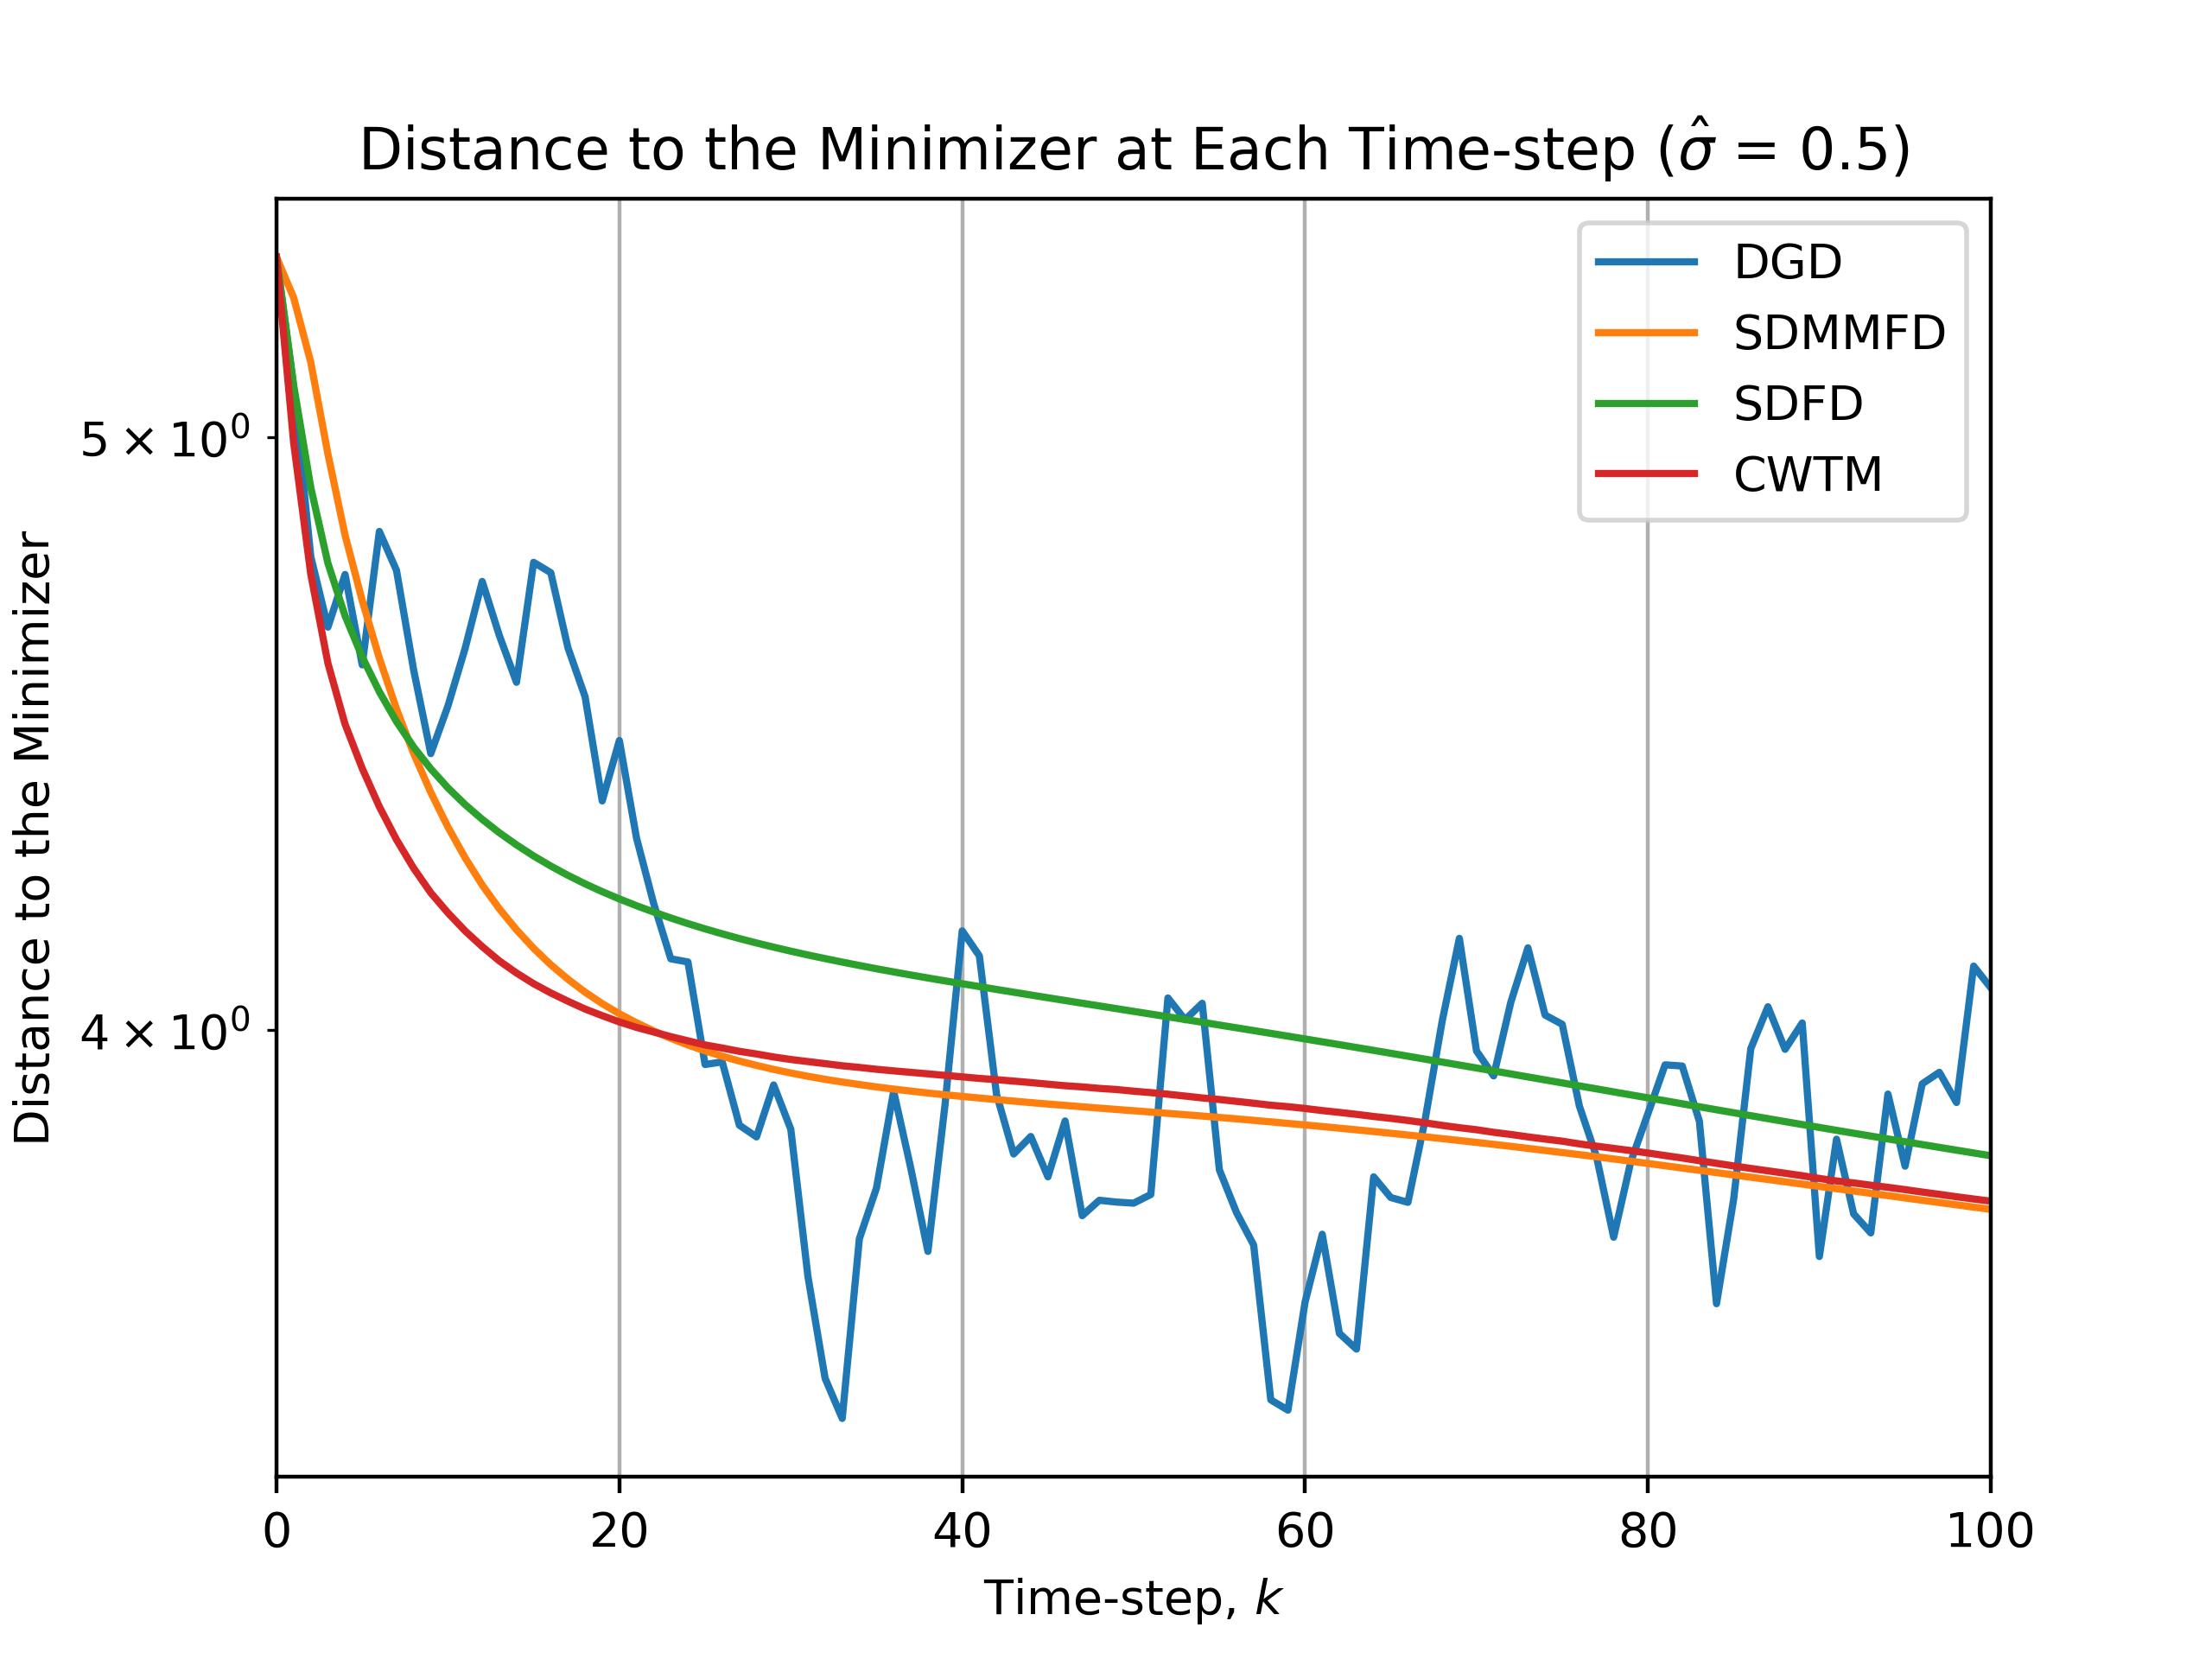 Distance to the Minimizer at Each Time-step (σ̂ = 0.5)
DGD
SDMMFD
SDFD
CWTM
Distance to the Minimizer
5 × 10⁰
4 × 10⁰
0 20 40 60 80 100
Time-step, k